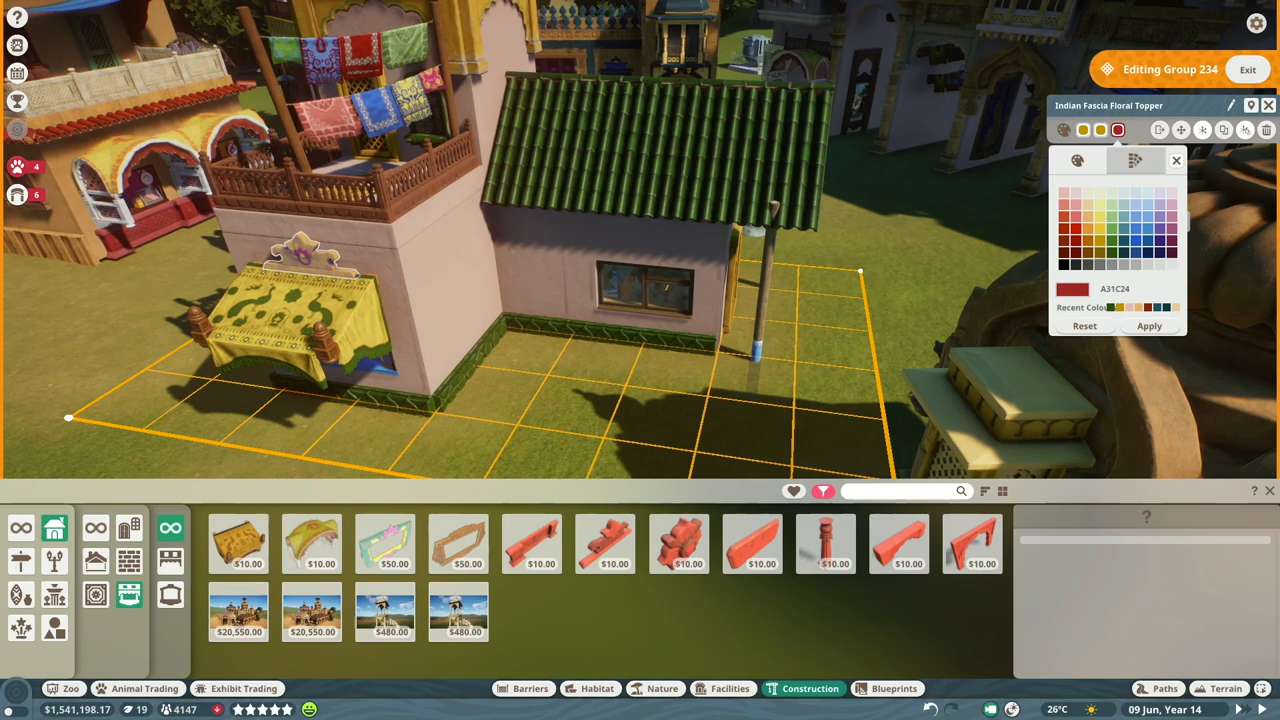 ?
Editing Group 234
Exit
Indian Fascia Floral Topper
4
6
A31C24
Recent Colou
Reset
Apply
?
?
$10.00
$10.00
$50.00
$50.00
$10.00
$10.00
$10.00
$10.00
$10.00
$10.00
$10.00
$20,550.00
$20,550.00
$480.00
$480.00
Zoo
Animal Trading
Exhibit Trading
Barriers
Habitat
Nature
Facilities
Construction
Blueprints
Paths
Terrain
$1,541,198.17
19
4147
26°C
09 Jun, Year 14